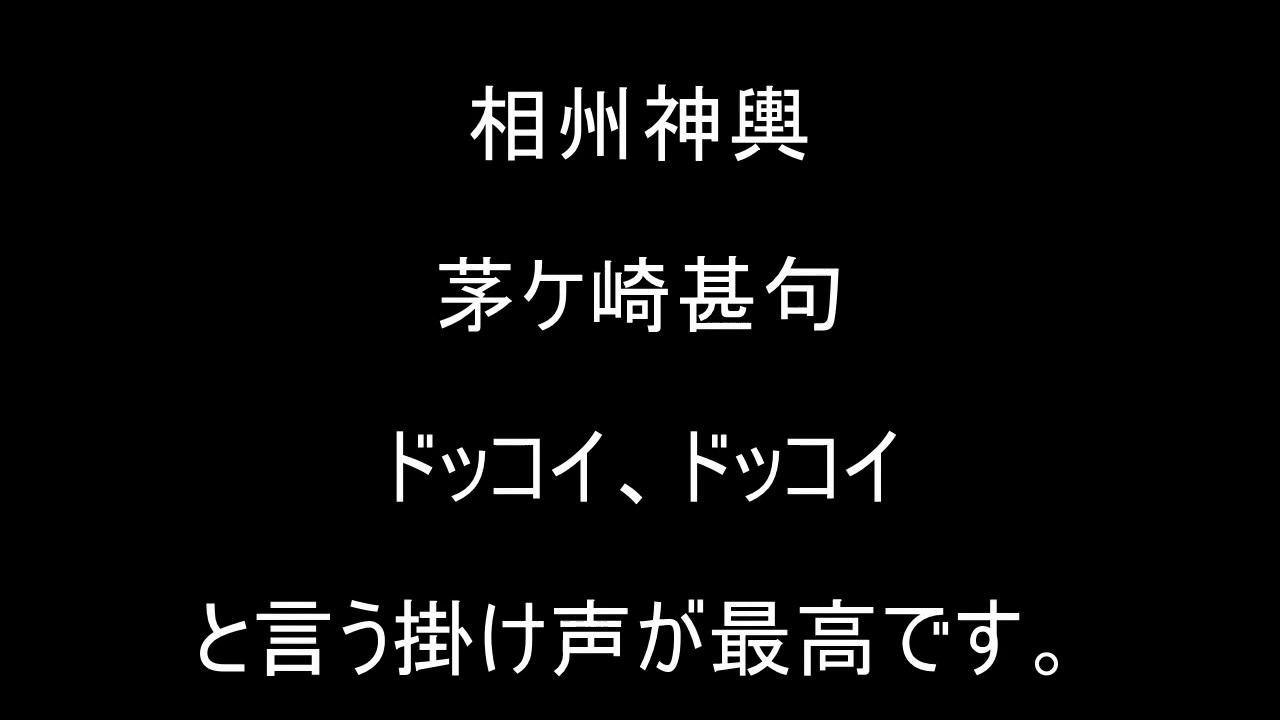 相州神輿
茅ケ崎甚句
ドッコイ、ドッコイ
と言う掛け声が最高です。